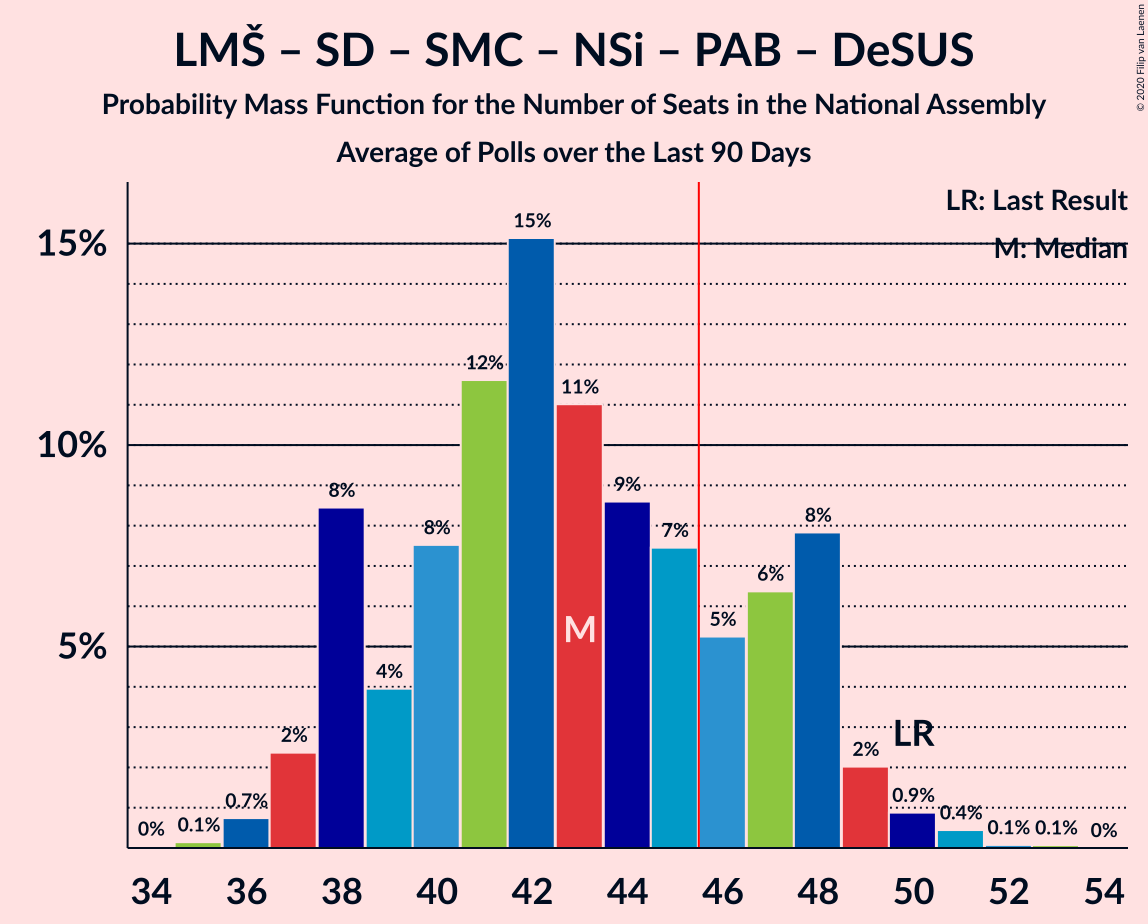 LMŠ – SD – SMC – NSi – PAB – DeSUS
Probability Mass Function for the Number of Seats in the National Assembly
Average of Polls over the Last 90 Days
© 2020 Filip van Laenen
LR: Last Result
M: Median
15%
10%
5%
0%
0.1%
0.7%
2%
8%
4%
8%
12%
15%
11%
9%
7%
5%
6%
8%
2%
0.9%
0.4%
0.1%
0.1%
0%
M
LR
34 36 38 40 42 44 46 48 50 52 54